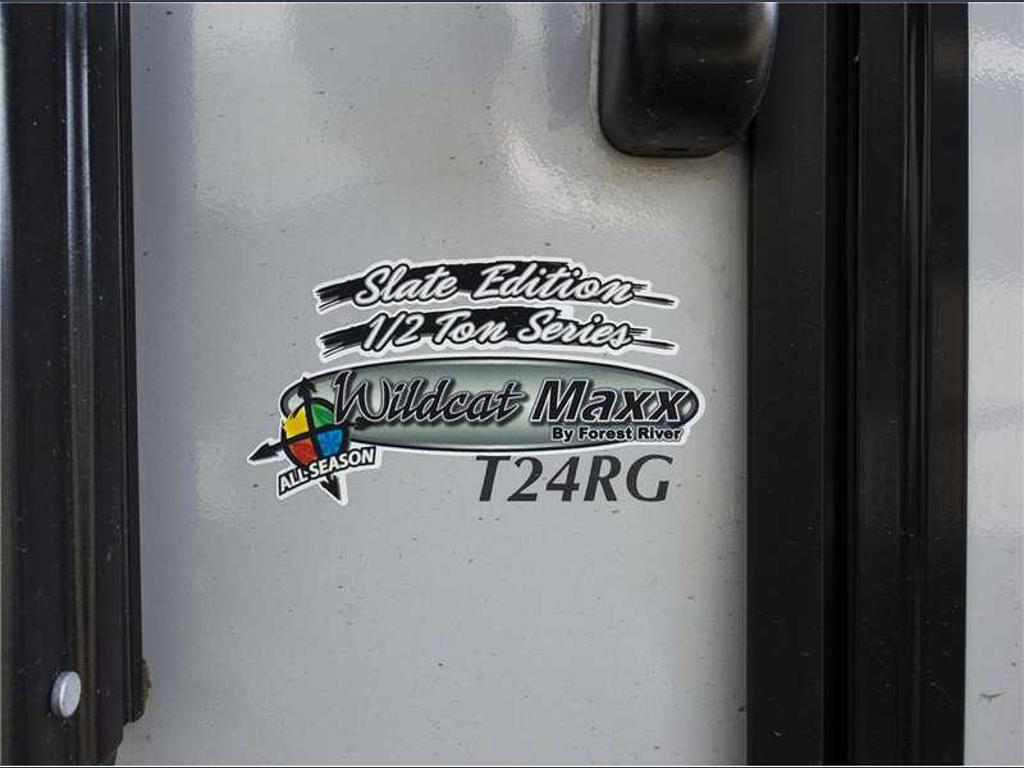 Slate Edition
1/2 Ton Series
Wildcat Maxx
By Forest River
ALL-SEASON
T24RG